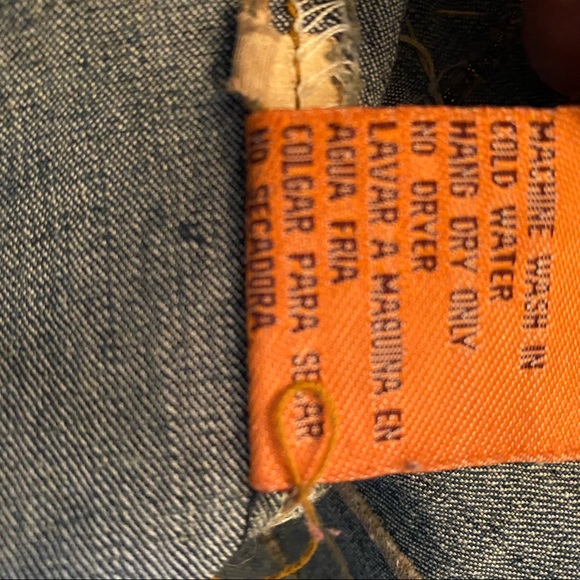 MACHINE WASH IN
COLD WATER
HANG DRY ONLY
NO DRYER
LAVAR A MAQUINA EN
AGUA FRIA
COLGAR PARA SECAR
NO SECADORA